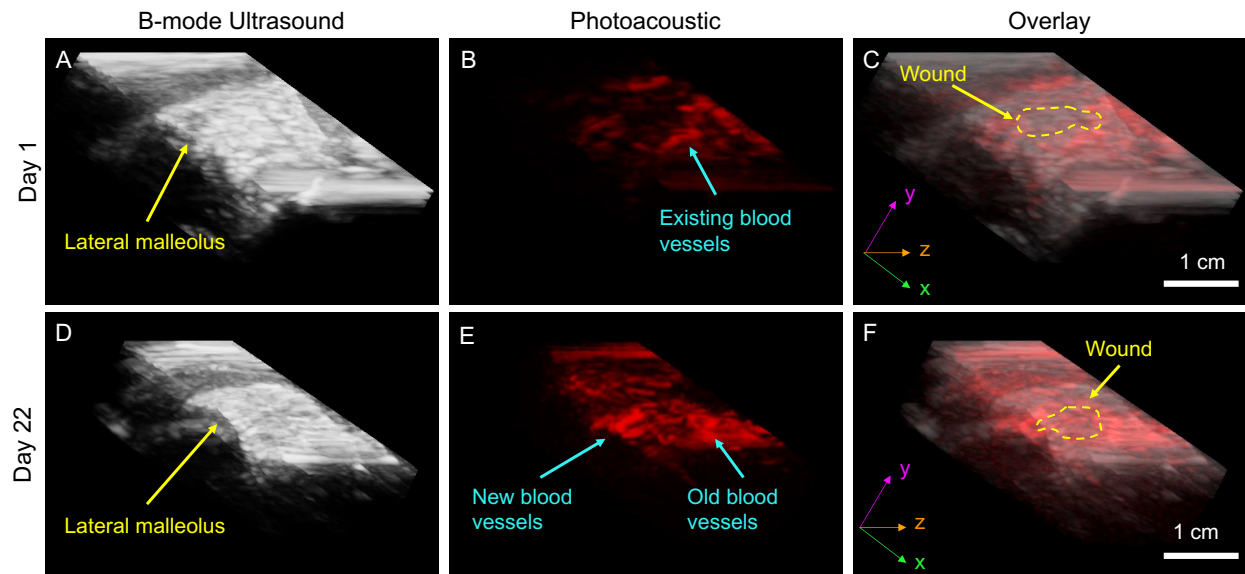 B-mode Ultrasound
Photoacoustic
Overlay
Day 1
A
Lateral malleolus
B
Existing blood
vessels
C
Wound
y
z
x
1 cm
Day 22
D
Lateral malleolus
E
New blood
vessels
Old blood
vessels
F
Wound
y
z
x
1 cm